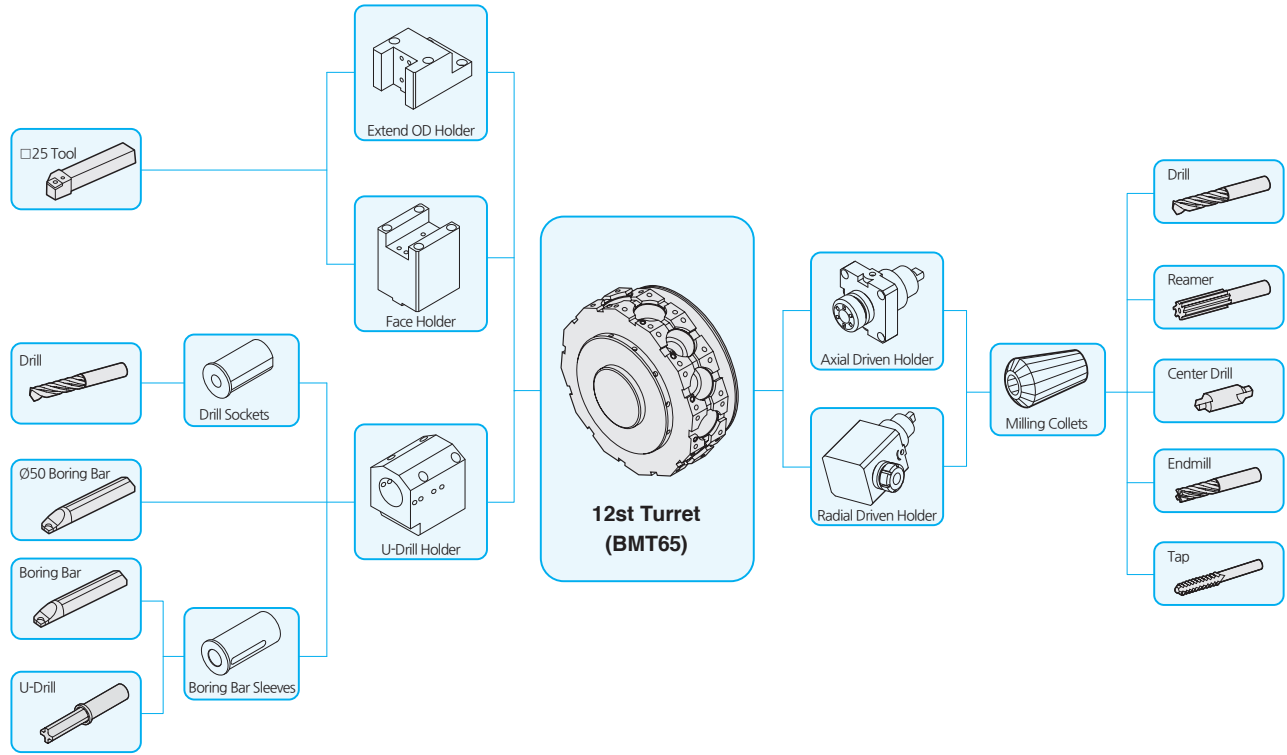 Extend OD Holder
□25 Tool
Face Holder
Drill
Drill Sockets
Ø50 Boring Bar
U-Drill Holder
Boring Bar
Boring Bar Sleeves
U-Drill
12st Turret
(BMT65)
Axial Driven Holder
Radial Driven Holder
Milling Collets
Drill
Reamer
Center Drill
Endmill
Tap